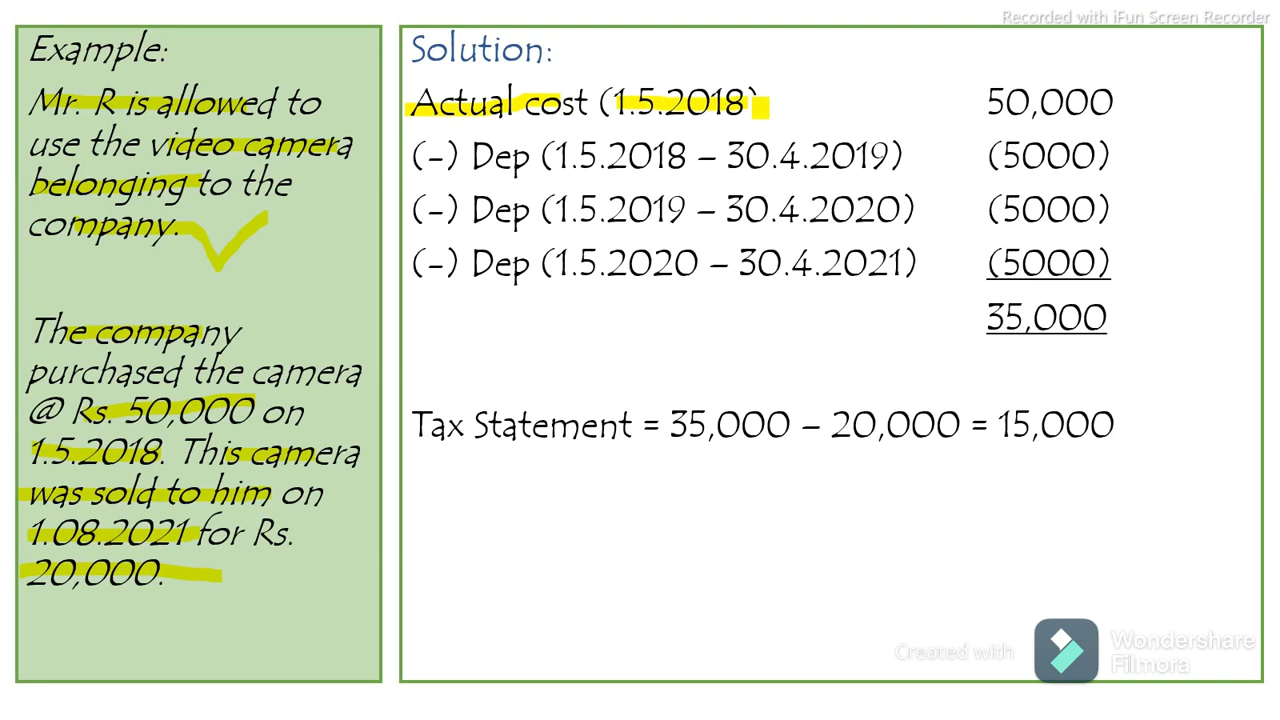 Recorded with iFun Screen Recorder
Example:
Mr. R is allowed to
use the video camera
belonging to the
company.
The company
purchased the camera
@ Rs. 50,000 on
1.5.2018. This camera
was sold to him on
1.08.2021 for Rs.
20,000.
Solution:
Actual cost (1.5.2018) 50,000
(-) Dep (1.5.2018 – 30.4.2019) (5000)
(-) Dep (1.5.2019 – 30.4.2020) (5000)
(-) Dep (1.5.2020 – 30.4.2021) (5000)
35,000
Tax Statement = 35,000 – 20,000 = 15,000
Created with
Wondershare
Filmora